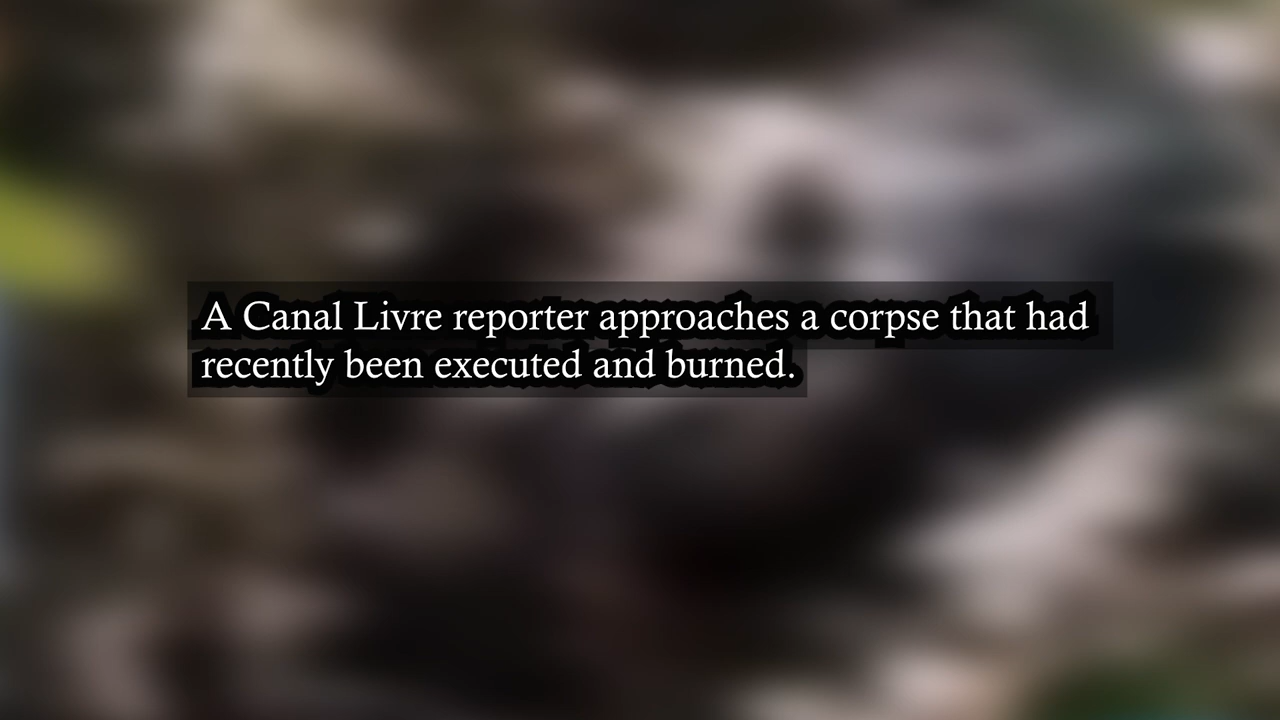 A Canal Livre reporter approaches a corpse that had
recently been executed and burned.